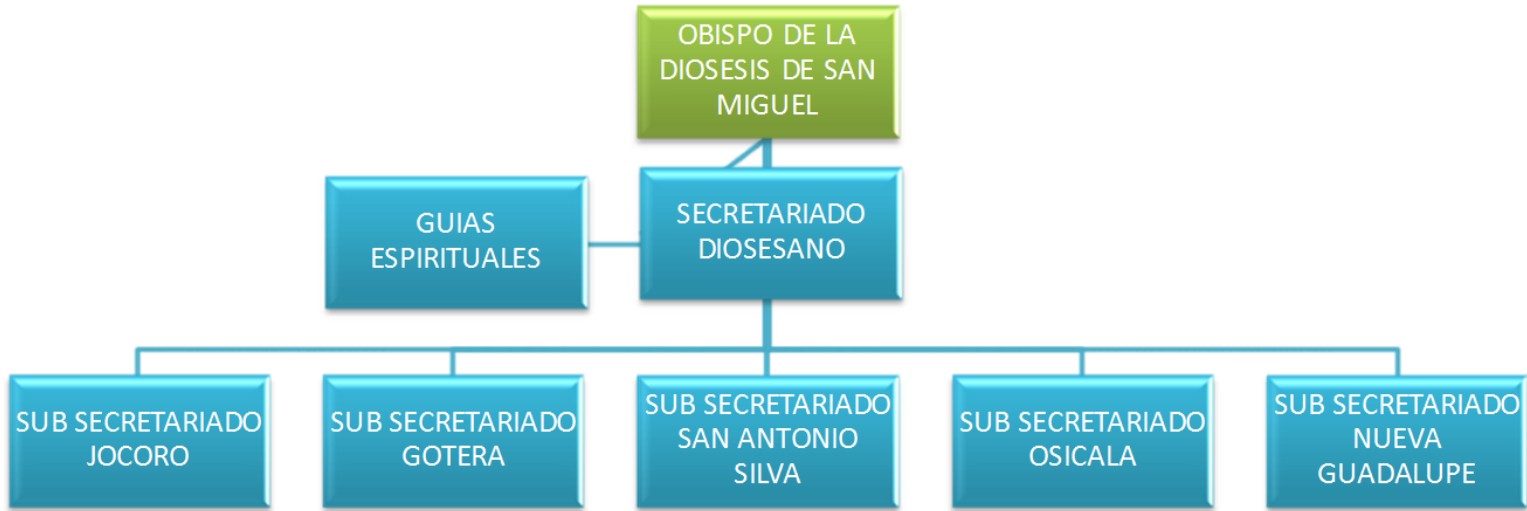 OBISPO DE LA
DIOSESIS DE SAN
MIGUEL
GUIAS
ESPIRITUALES
SECRETARIADO
DIOSESANO
SUB SECRETARIADO
JOCORO
SUB SECRETARIADO
GOTERA
SUB SECRETARIADO
SAN ANTONIO
SILVA
SUB SECRETARIADO
OSICALA
SUB SECRETARIADO
NUEVA
GUADALUPE